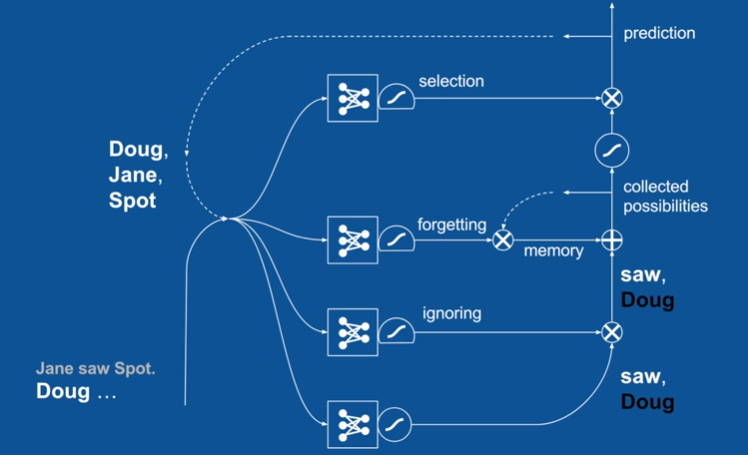 prediction
selection
Doug,
Jane,
Spot
collected
possibilities
forgetting
memory
saw,
Doug
ignoring
Jane saw Spot.
Doug ...
saw,
Doug